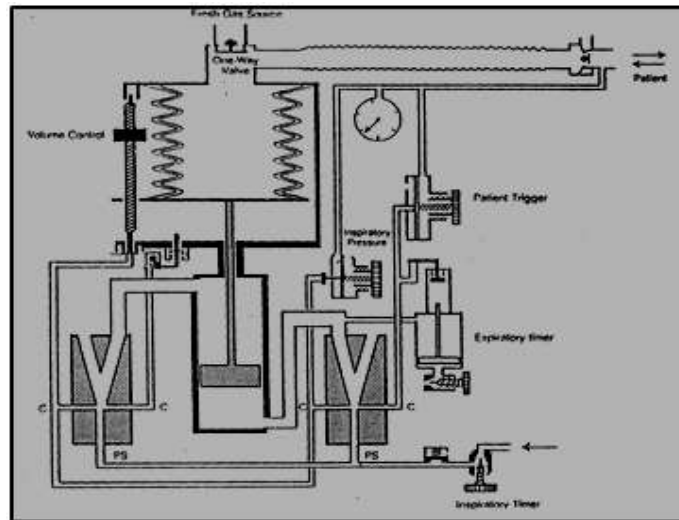 Fresh Gas Source
One-Way
Valve
Patient
Volume Control
Patient Trigger
Inspiratory
Pressure
Expiratory timer
C
C
C
C
PS
PS
Inspiratory Timer